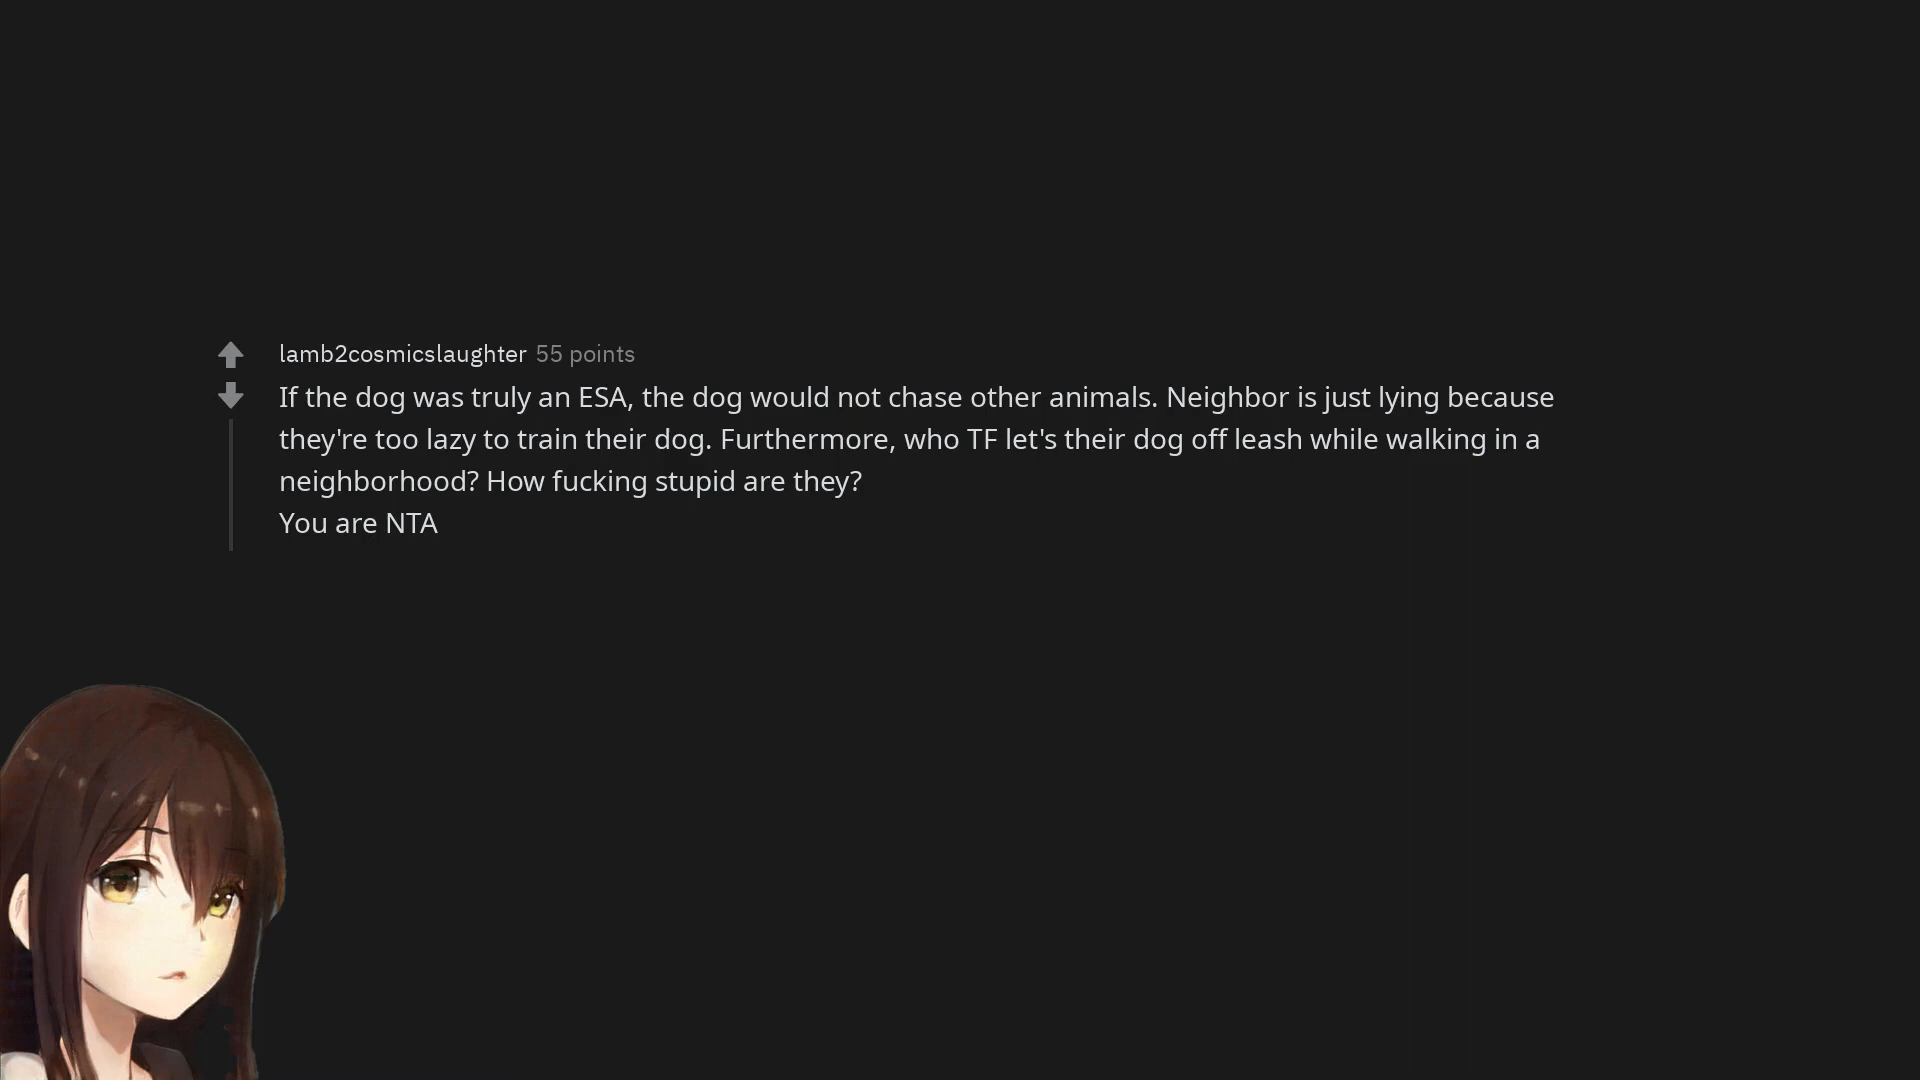 lamb2cosmicslaughter 55 points
If the dog was truly an ESA, the dog would not chase other animals. Neighbor is just lying because
they're too lazy to train their dog. Furthermore, who TF let's their dog off leash while walking in a
neighborhood? How fucking stupid are they?
You are NTA